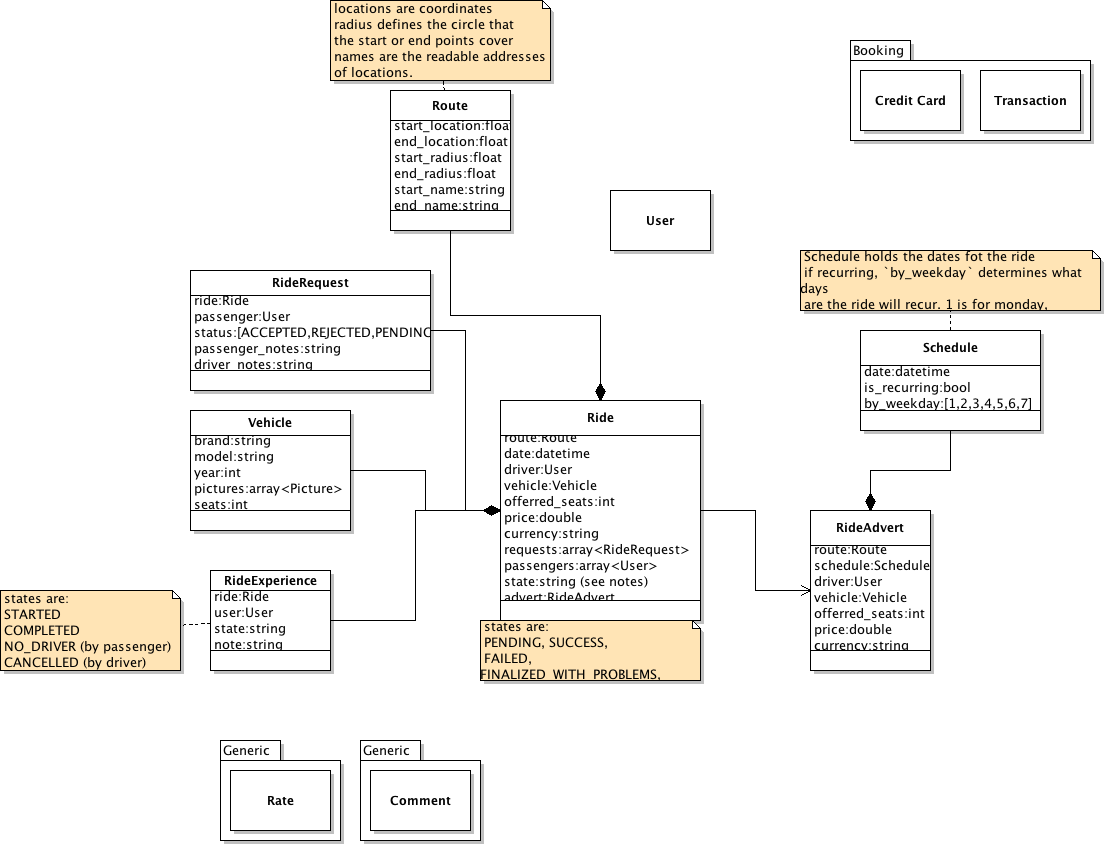 locations are coordinates
radius defines the circle that
the start or end points cover
names are the readable addresses
of locations.
Booking
Credit Card
Transaction
Route
start_location:floa
end_location:float
start_radius:float
end_radius:float
start_name:string
end_name:string
User
Schedule holds the dates fot the ride
if recurring, `by_weekday` determines what
days
are the ride will recur. 1 is for monday,
RideRequest
ride:Ride
passenger:User
status:[ACCEPTED,REJECTED,PENDING
passenger_notes:string
driver_notes:string
Schedule
date:datetime
is_recurring:bool
by_weekday:[1,2,3,4,5,6,7]
Vehicle
brand:string
model:string
year:int
pictures:array<Picture>
seats:int
Ride
route:Route
date:datetime
driver:User
vehicle:Vehicle
offerred_seats:int
price:double
currency:string
requests:array<RideRequest>
passengers:array<User>
state:string (see notes)
advert:RideAdvert
RideAdvert
route:Route
schedule:Schedule
driver:User
vehicle:Vehicle
offerred_seats:int
price:double
currency:string
RideExperience
ride:Ride
user:User
state:string
note:string
states are:
STARTED
COMPLETED
NO_DRIVER (by passenger)
CANCELLED (by driver)
states are:
PENDING, SUCCESS,
FAILED,
FINALIZED_WITH_PROBLEMS,
Generic
Rate
Generic
Comment